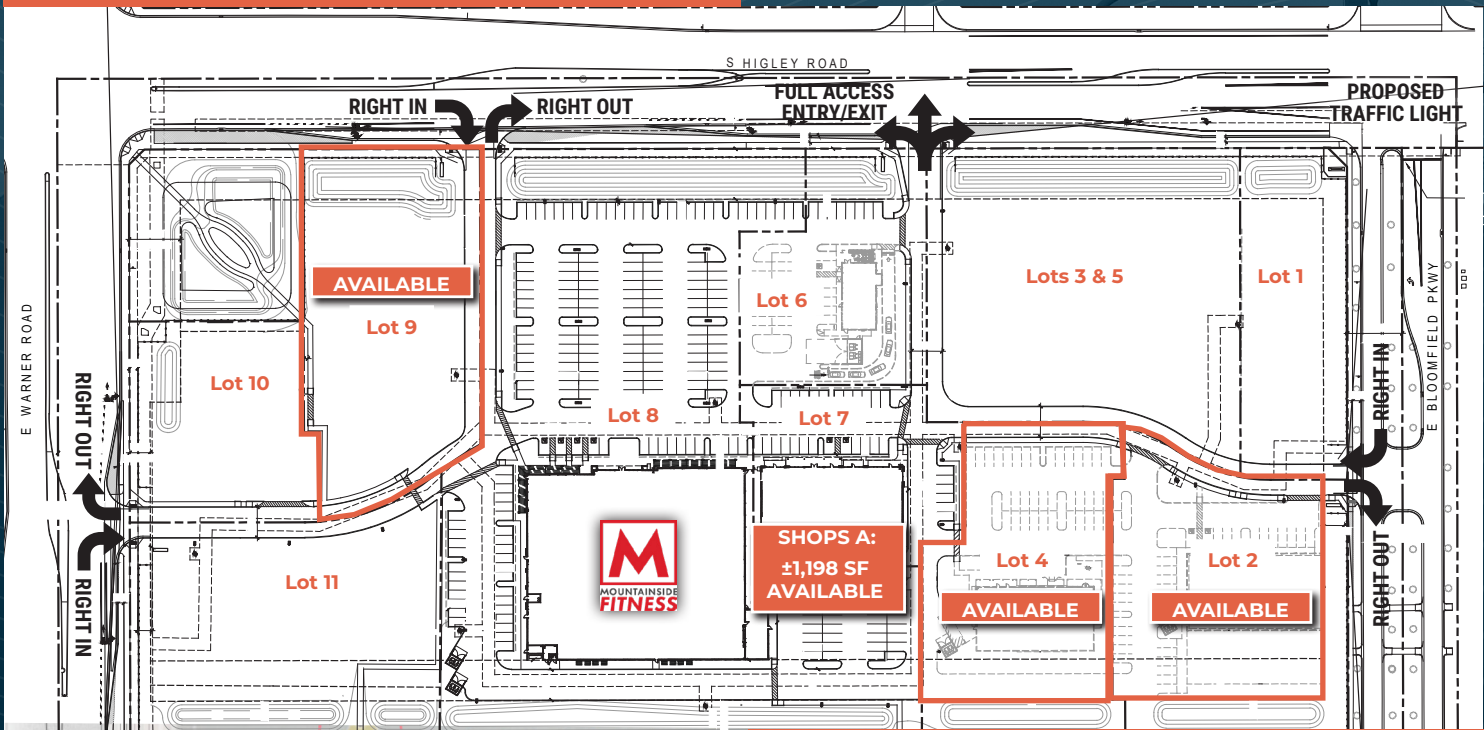 S HIGLEY ROAD
RIGHT IN
RIGHT OUT
FULL ACCESS
ENTRY/EXIT
PROPOSED
TRAFFIC LIGHT
AVAILABLE
Lot 9
Lot 10
Lot 6
Lots 3 & 5
Lot 1
Lot 8
Lot 7
E WARNER ROAD
E BLOOMFIELD PKWY
RIGHT OUT
RIGHT IN
RIGHT IN
RIGHT OUT
Lot 11
M
MOUNTAINSIDE
FITNESS
SHOPS A:
±1,198 SF
AVAILABLE
Lot 4
AVAILABLE
Lot 2
AVAILABLE